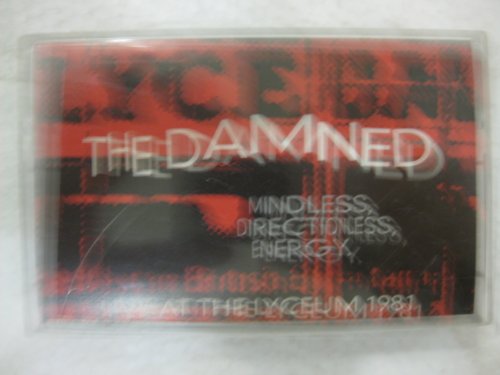 THE DAMNED
MINDLESS,
DIRECTIONLESS,
ENERGY
LIVE AT THE LYCEUM 1981